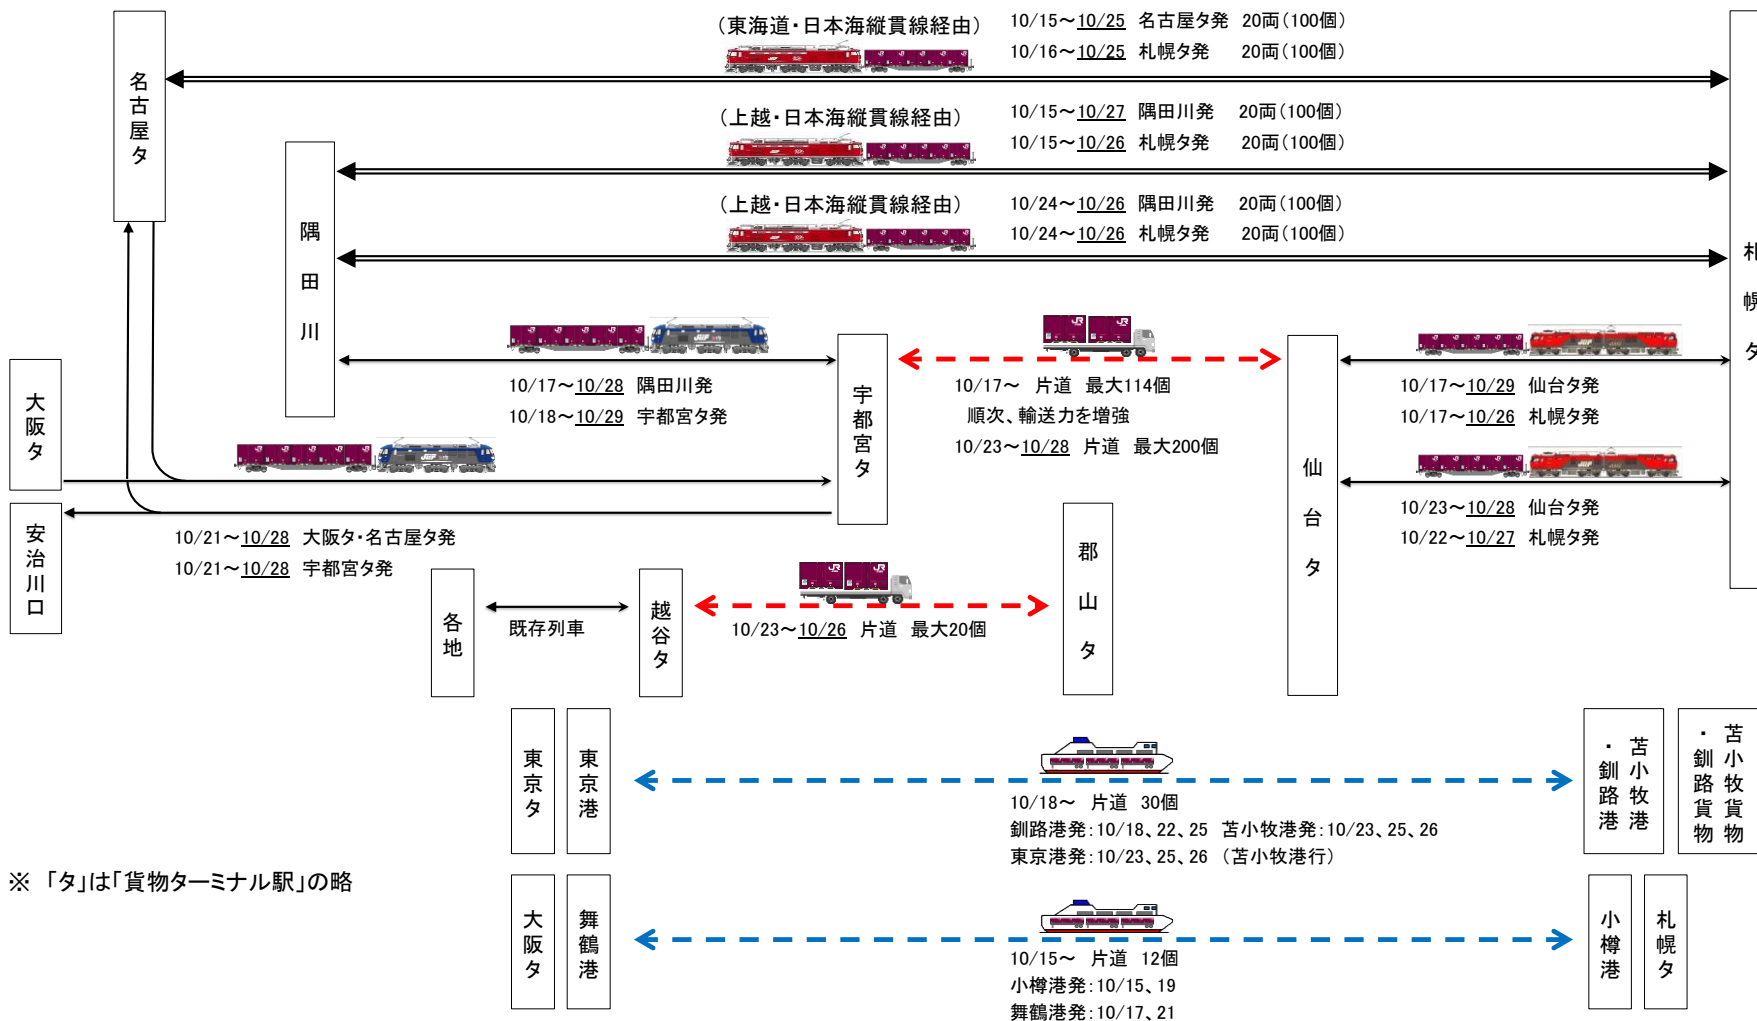 (東海道・日本海縦貫線経由)
10/15～10/25 名古屋タ発 20両(100個)
10/16～10/25 札幌タ発 20両(100個)
名古屋タ
(上越・日本海縦貫線経由)
10/15～10/27 隅田川発 20両(100個)
10/15～10/26 札幌タ発 20両(100個)
隅田川
(上越・日本海縦貫線経由)
10/24～10/26 隅田川発 20両(100個)
10/24～10/26 札幌タ発 20両(100個)
札幌タ
10/17～10/28 隅田川発
10/18～10/29 宇都宮タ発
宇都宮タ
10/17～ 片道 最大114個
順次、輸送力を増強
10/23～10/28 片道 最大200個
仙台タ
10/17～10/29 仙台タ発
10/17～10/26 札幌タ発
10/23～10/28 仙台タ発
10/22～10/27 札幌タ発
大阪タ
安治川口
10/21～10/28 大阪タ・名古屋タ発
10/21～10/28 宇都宮タ発
各地
既存列車
越谷タ
10/23～10/26 片道 最大20個
郡山タ
東京タ
東京港
10/18～ 片道 30個
釧路港発:10/18、22、25 苫小牧港発:10/23、25、26
東京港発:10/23、25、26 (苫小牧港行)
苫小牧港
・釧路港
苫小牧貨物
・釧路貨物
※ 「タ」は「貨物ターミナル駅」の略
大阪タ
舞鶴港
10/15～ 片道 12個
小樽港発:10/15、19
舞鶴港発:10/17、21
小樽港
札幌タ